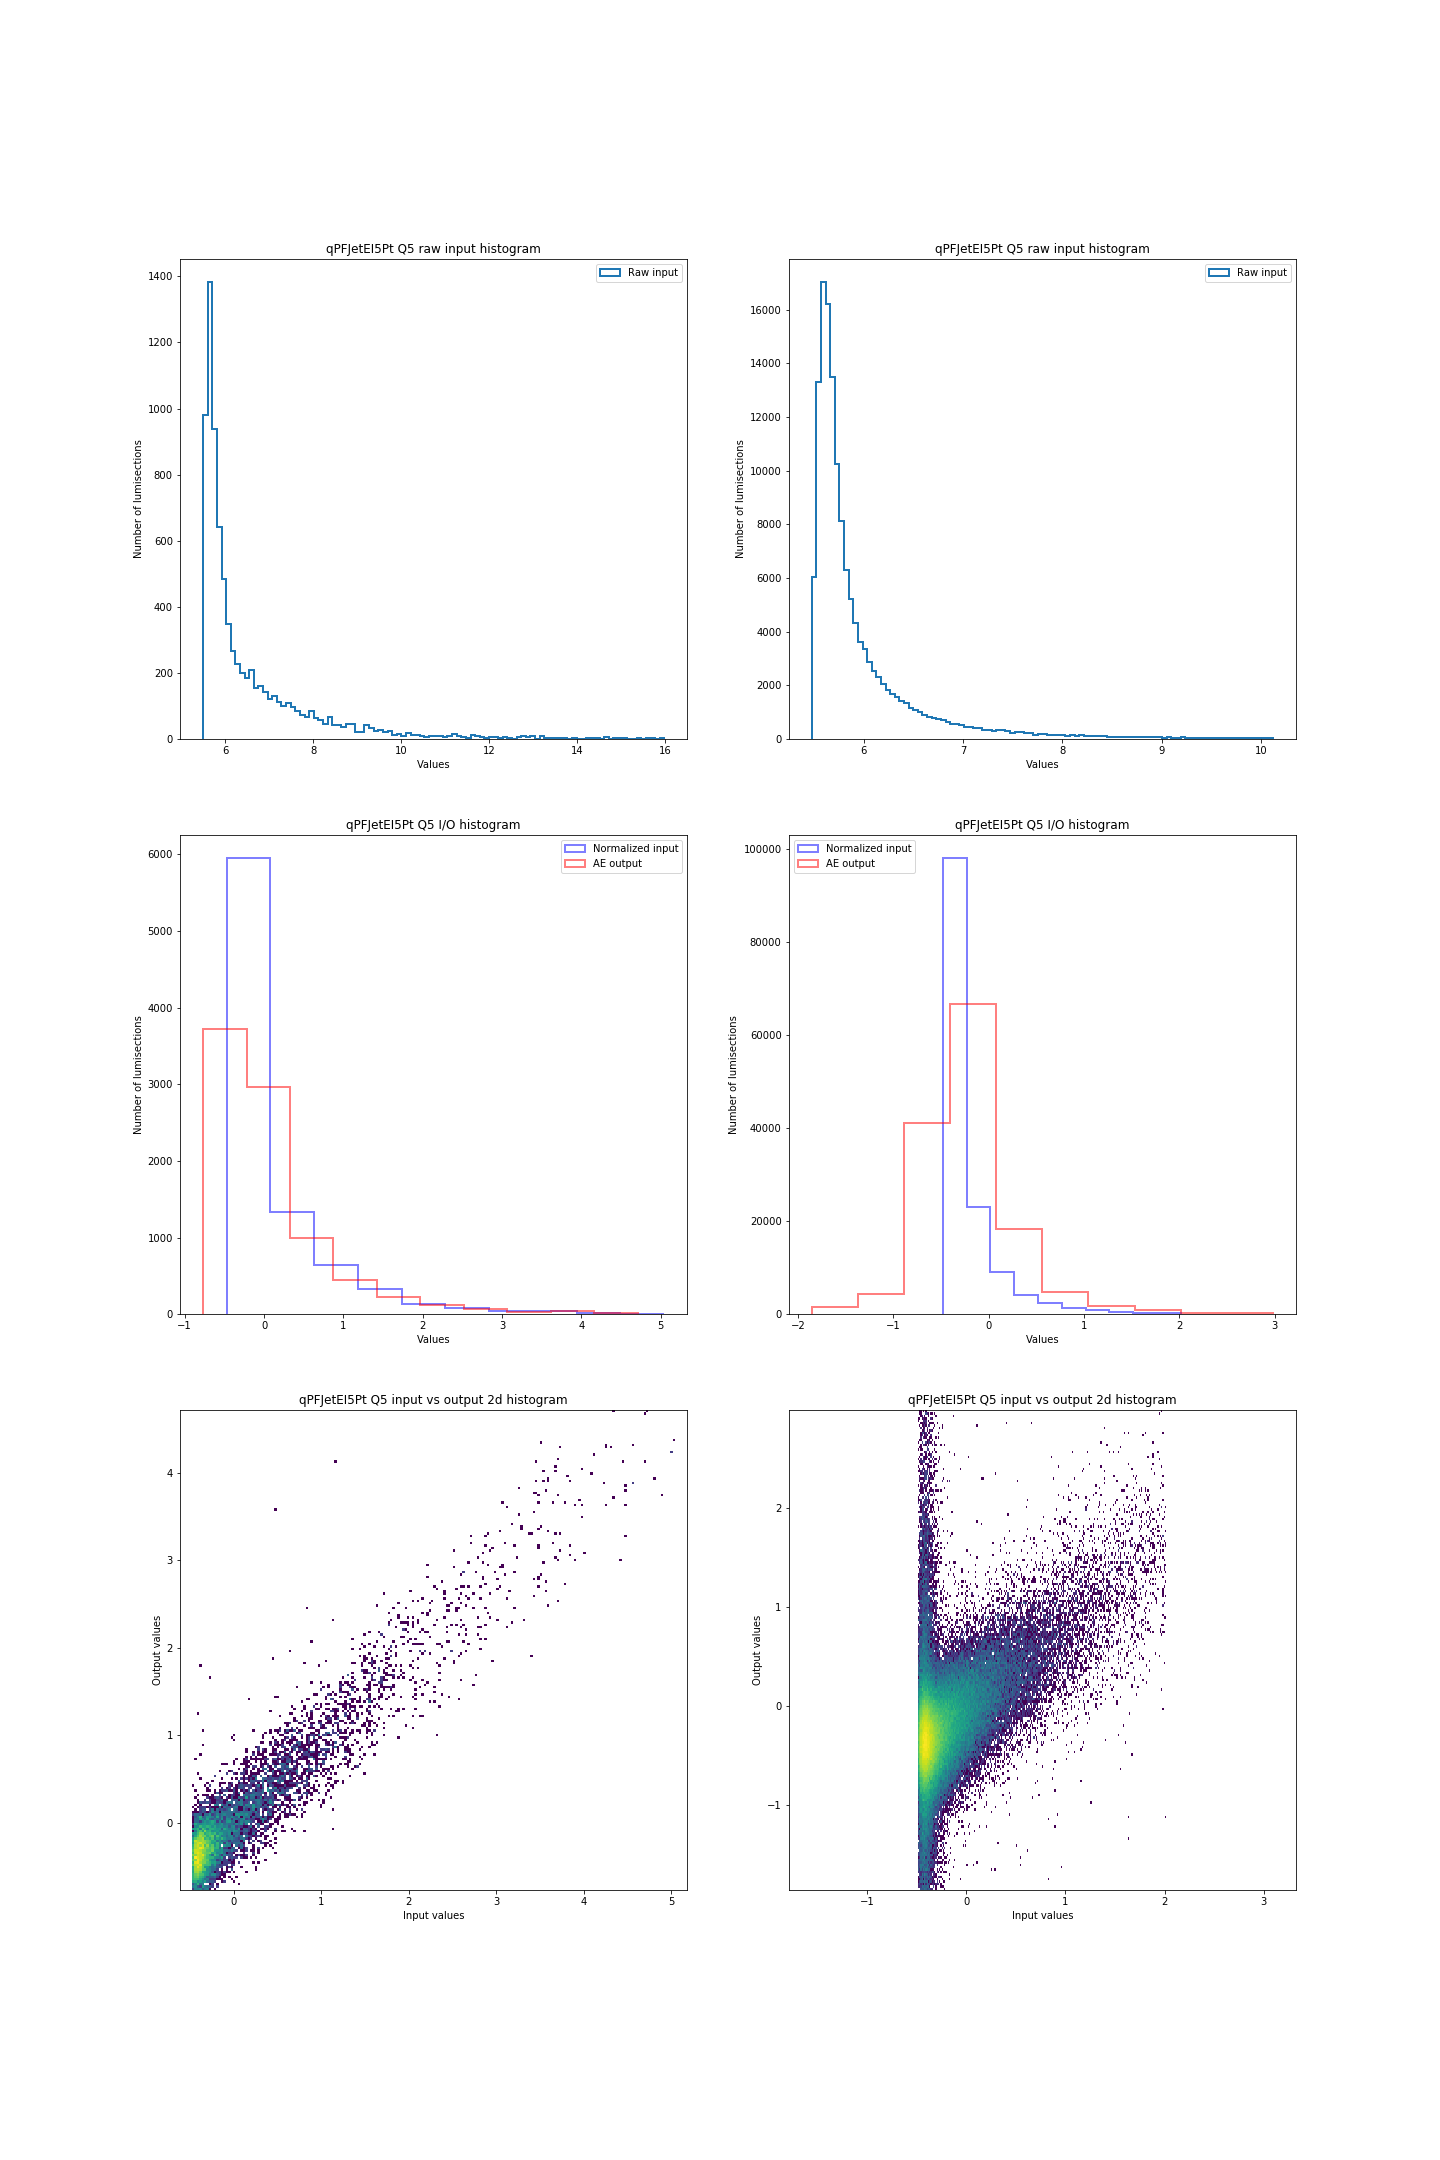 qPFJetEI5Pt Q5 raw input histogram
Raw input
1400
1200
1000
800
600
400
200
0
Number of lumisections
6 8 10 12 14 16
Values
qPFJetEI5Pt Q5 raw input histogram
Raw input
16000
14000
12000
10000
8000
6000
4000
2000
0
Number of lumisections
6 7 8 9 10
Values
qPFJetEI5Pt Q5 I/O histogram
Normalized input
AE output
6000
5000
4000
3000
2000
1000
0
Number of lumisections
−1 0 1 2 3 4 5
Values
qPFJetEI5Pt Q5 I/O histogram
Normalized input
AE output
100000
80000
60000
40000
20000
0
Number of lumisections
−2 −1 0 1 2 3
Values
qPFJetEI5Pt Q5 input vs output 2d histogram
4
3
2
1
0
Output values
0 1 2 3 4 5
Input values
qPFJetEI5Pt Q5 input vs output 2d histogram
2
1
0
−1
Output values
−1 0 1 2 3
Input values